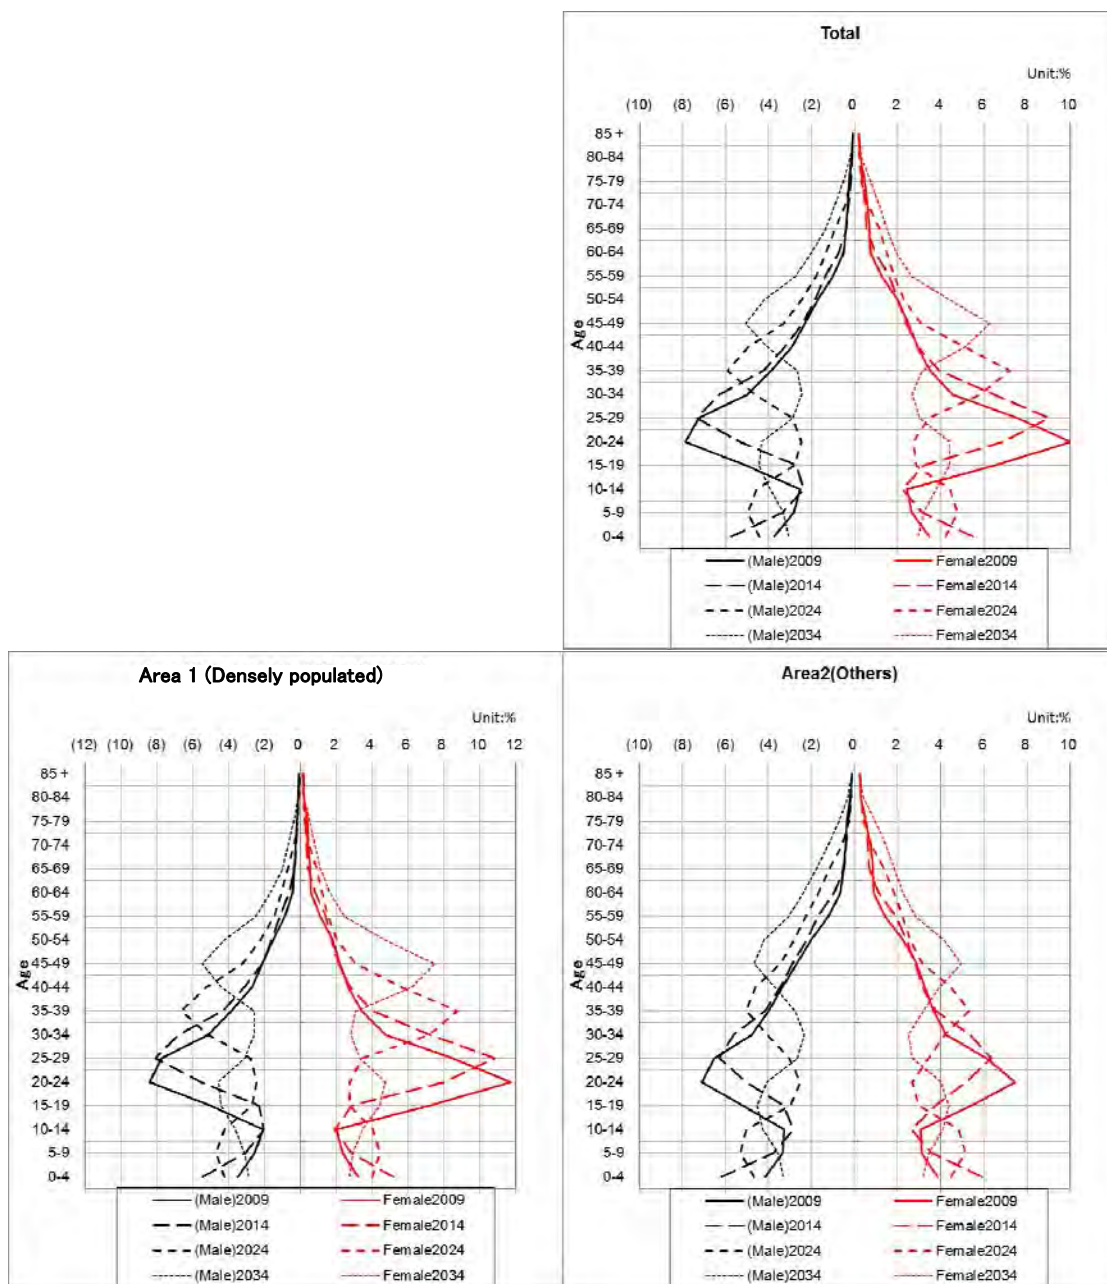 Total
Unit:%
(10) (8) (6) (4) (2) 0 2 4 6 8 10
85 +
80-84
75-79
70-74
65-69
60-64
55-59
50-54
45-49
40-44
35-39
30-34
25-29
20-24
15-19
10-14
5-9
0-4
Age
(Male)2009 Female2009
(Male)2014 Female2014
(Male)2024 Female2024
(Male)2034 Female2034
Area 1 (Densely populated)
Unit:%
(12) (10) (8) (6) (4) (2) 0 2 4 6 8 10 12
85 +
80-84
75-79
70-74
65-69
60-64
55-59
50-54
45-49
40-44
35-39
30-34
25-29
20-24
15-19
10-14
5-9
0-4
Age
(Male)2009 Female2009
(Male)2014 Female2014
(Male)2024 Female2024
(Male)2034 Female2034
Area2(Others)
Unit:%
(10) (8) (6) (4) (2) 0 2 4 6 8 10
85 +
80-84
75-79
70-74
65-69
60-64
55-59
50-54
45-49
40-44
35-39
30-34
25-29
20-24
15-19
10-14
5-9
0-4
Age
(Male)2009 Female2009
(Male)2014 Female2014
(Male)2024 Female2024
(Male)2034 Female2034